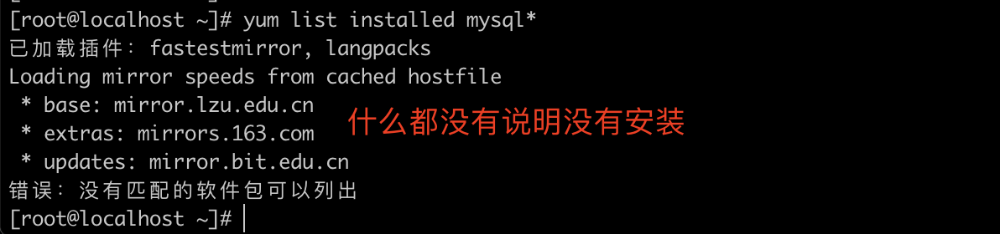 [root@localhost ~]# yum list installed mysql*
已加载插件：fastestmirror, langpacks
Loading mirror speeds from cached hostfile
 * base: mirror.lzu.edu.cn
什么都没有说明没有安装
 * extras: mirrors.163.com
 * updates: mirror.bit.edu.cn
错误：没有匹配的软件包可以列出
[root@localhost ~]#